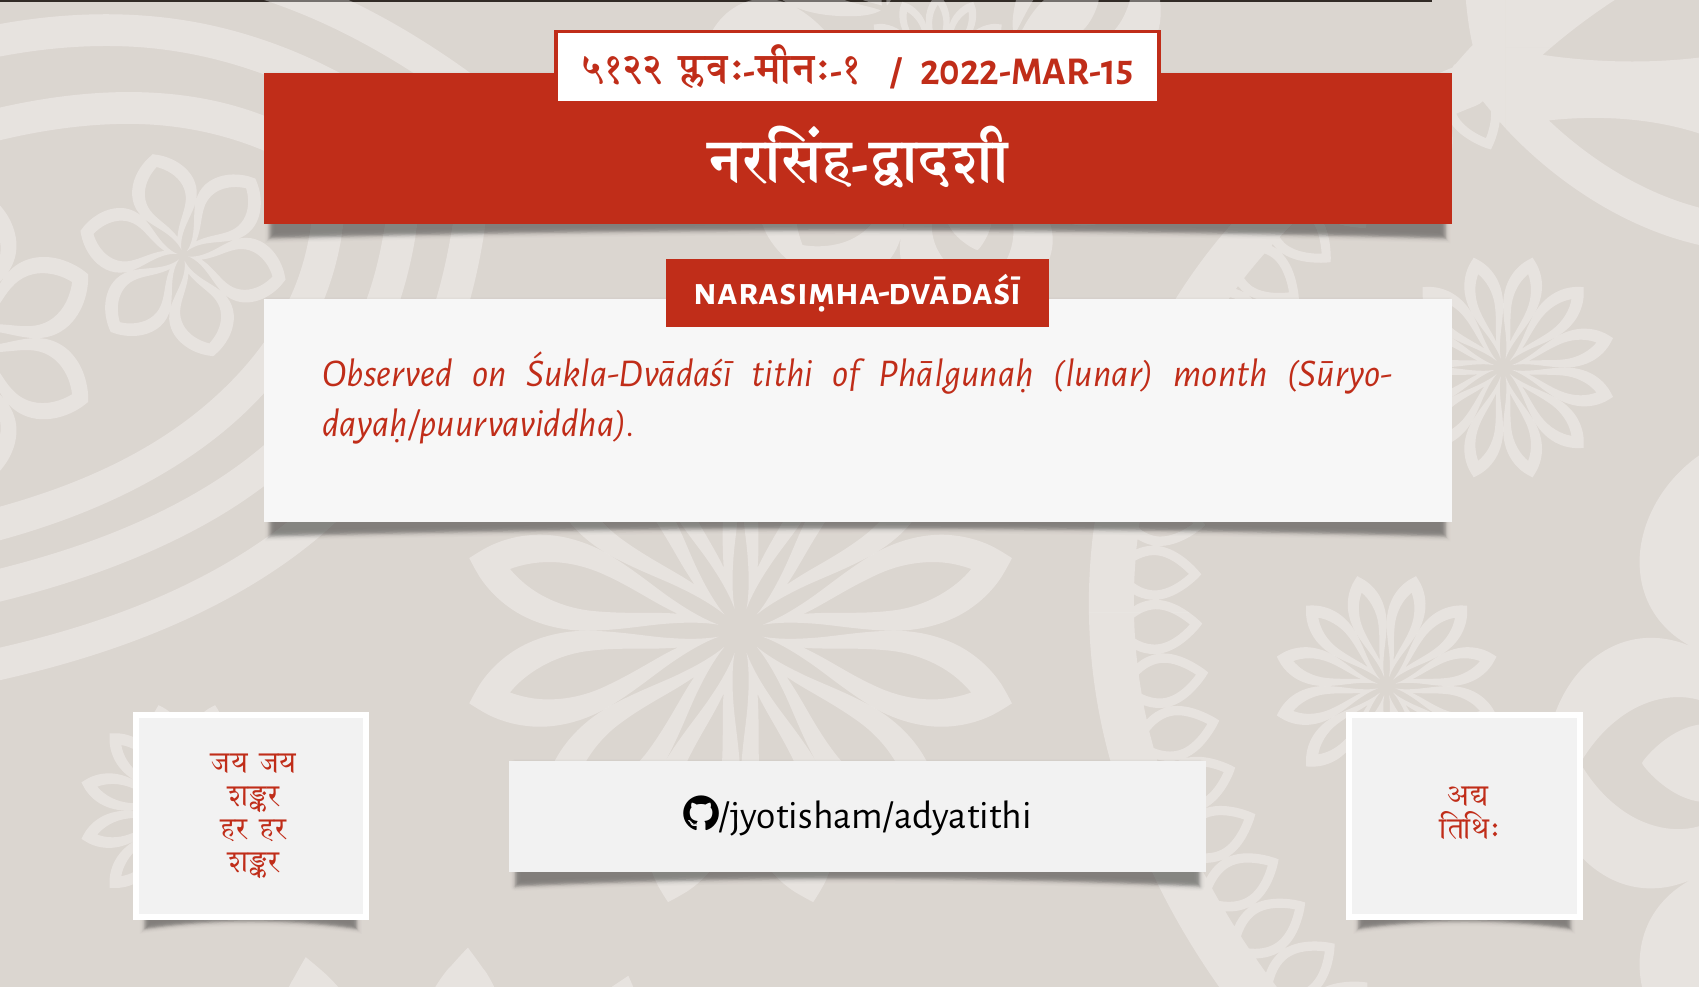 ५१२२ प्लवः-मीनः-१ / 2022-MAR-15
नरसिंह-द्वादशी
NARASIṂHA-DVĀDAŚĪ
Observed on Śukla-Dvādaśī tithi of Phālgunaḥ (lunar) month (Sūryo-
dayaḥ/puurvaviddha).
जय जय
शङ्कर
हर हर
शङ्कर
/jyotisham/adyatithi
अद्य
तिथिः